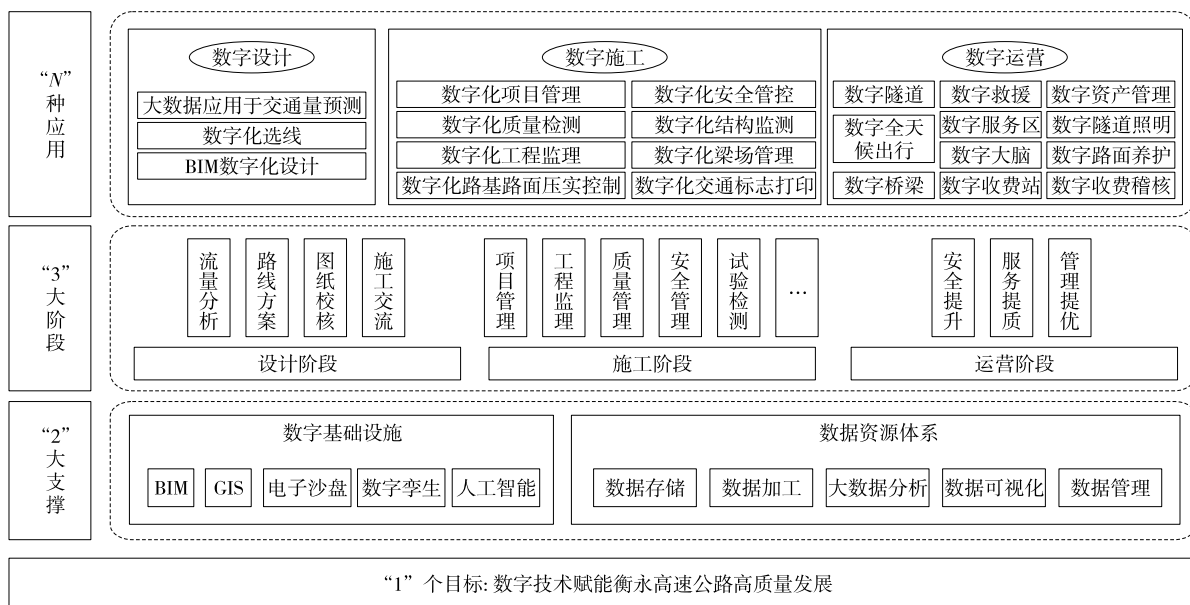 “N”
种
应
用
数字设计
大数据应用于交通量预测
数字化选线
BIM数字化设计
数字施工
数字化项目管理
数字化安全管控
数字化质量检测
数字化结构监测
数字化工程监理
数字化梁场管理
数字化路基路面压实控制
数字化交通标志打印
数字运营
数字隧道
数字救援
数字资产管理
数字全天
候出行
数字服务区
数字隧道照明
数字大脑
数字路面养护
数字桥梁
数字收费站
数字收费稽核
“3”
大
阶
段
流量分析
路线方案
图纸校核
施工交流
设计阶段
项目管理
工程监理
质量管理
安全管理
试验检测
…
施工阶段
安全提升
服务提质
管理提优
运营阶段
“2”
大
支
撑
数字基础设施
BIM
GIS
电子沙盘
数字孪生
人工智能
数据资源体系
数据存储
数据加工
大数据分析
数据可视化
数据管理
“1”个目标: 数字技术赋能衡永高速公路高质量发展